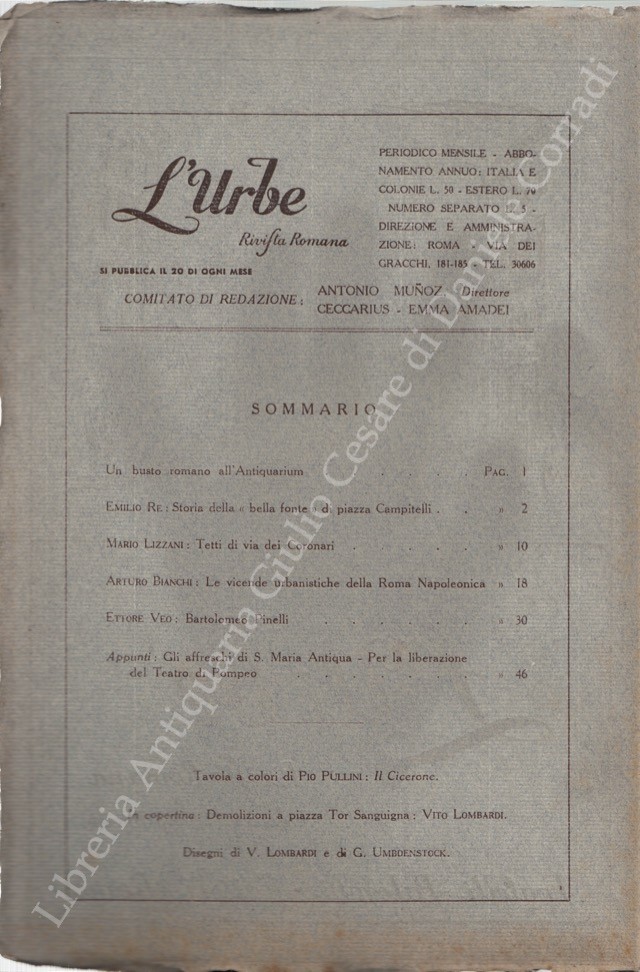 L'Urbe
Rivista Romana
SI PUBBLICA IL 20 DI OGNI MESE
PERIODICO MENSILE - ABBO-
NAMENTO ANNUO: ITALIA E
COLONIE L. 50 - ESTERO L. 70
NUMERO SEPARATO L. 5 -
DIREZIONE E AMMINISTRA-
ZIONE: ROMA - VIA DEI
GRACCHI, 181-185 - TEL. 30606
COMITATO DI REDAZIONE: ANTONIO MUÑOZ, Direttore
CECCARIUS - EMMA AMADEI
SOMMARIO
Un busto romano all'Antiquarium . . . . PAG. 1
EMILIO RE: Storia della « bella fonte » di piazza Campitelli . . » 2
MARIO LIZZANI: Tetti di via dei Coronari . . . . . » 10
ARTURO BIANCHI: Le vicende urbanistiche della Roma Napoleonica » 18
ETTORE VEO: Bartolomeo Pinelli . . . . . . » 30
Appunti: Gli affreschi di S. Maria Antiqua - Per la liberazione
del Teatro di Pompeo . . . . . . . » 46
Tavola a colori di PIO PULLINI: Il Cicerone.
In copertina: Demolizioni a piazza Tor Sanguigna: VITO LOMBARDI.
Disegni di V. LOMBARDI e di G. UMBDENSTOCK.
Libreria Antiquaria Giulio Cesare di Daniele Corradi